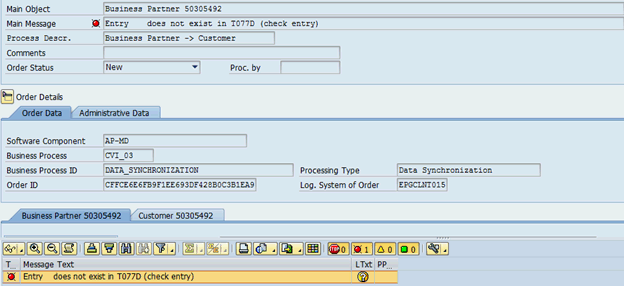 Main Object Business Partner 50305492
Main Message Entry does not exist in T077D (check entry)
Process Descr. Business Partner -> Customer
Comments
Order Status New Proc. by
Order Details
Order Data Administrative Data
Software Component AP-MD
Business Process CVI_03
Business Process ID DATA_SYNCHRONIZATION Processing Type Data Synchronization
Order ID CFFCE6E6FB9F1EE693DF428B0C3B1EA9 Log. System of Order EPGCLNT015
Business Partner 50305492 Customer 50305492
0 1 0 0
T... Message Text LTxt PP...
Entry does not exist in T077D (check entry)